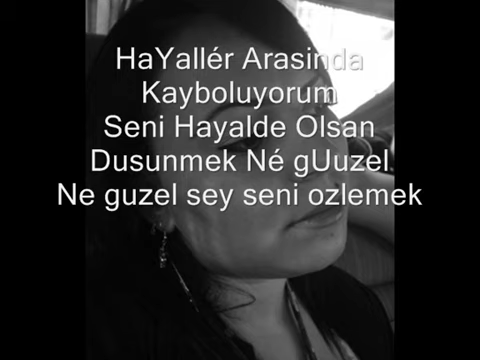 HaYallér Arasinda
Kayboluyorum
Seni Hayalde Olsan
Dusunmek Né gUuzel
Ne guzel sey seni ozlemek